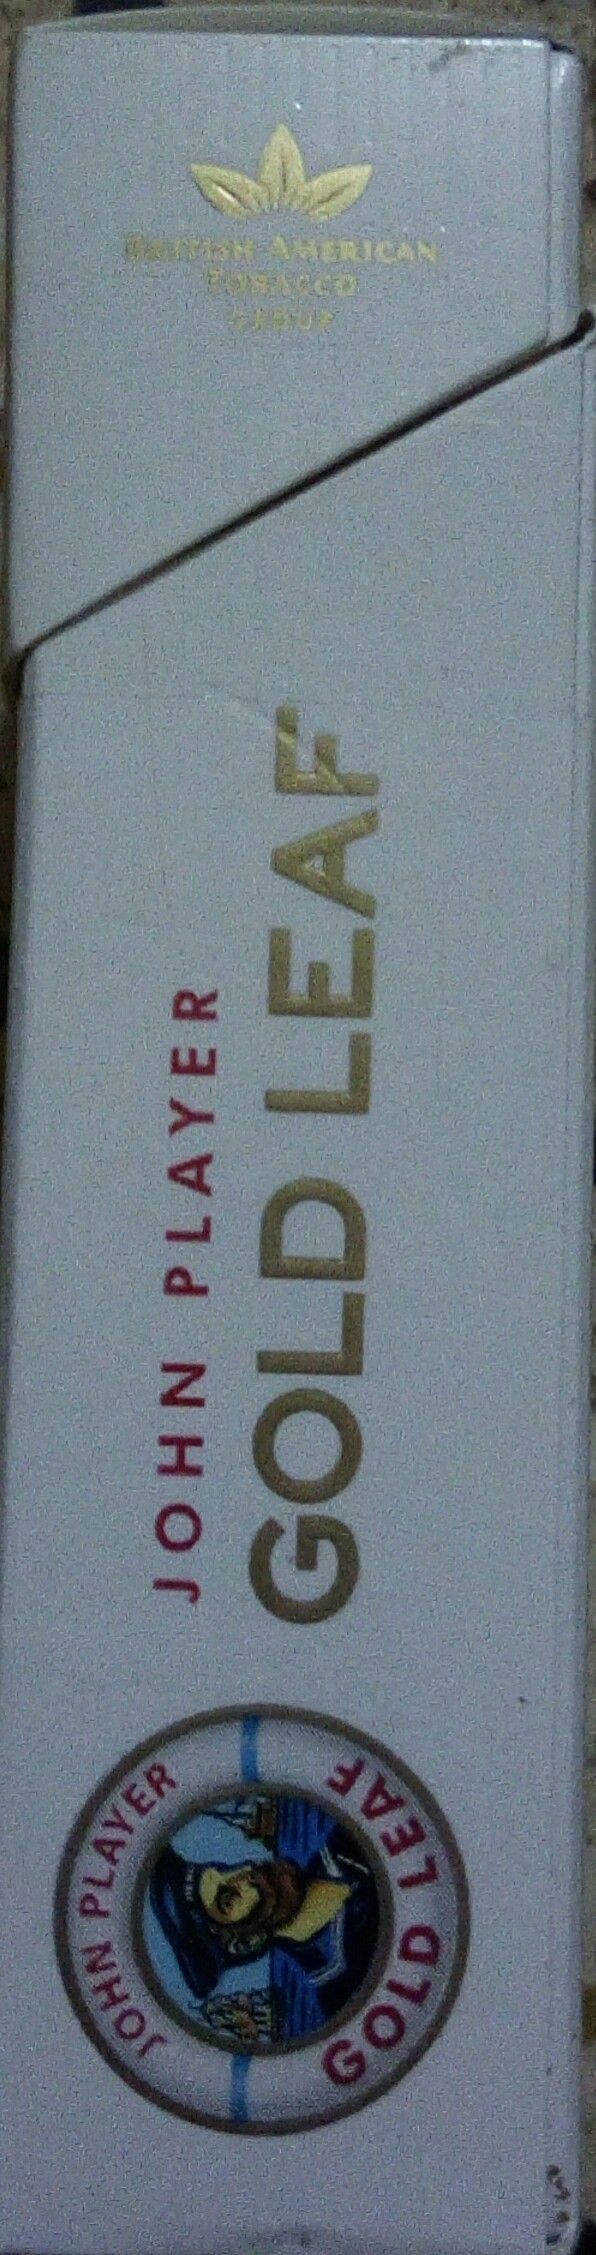 BRITISH AMERICAN
TOBACCO
GROUP
JOHN PLAYER
GOLD LEAF
JOHN PLAYER
GOLD LEAF